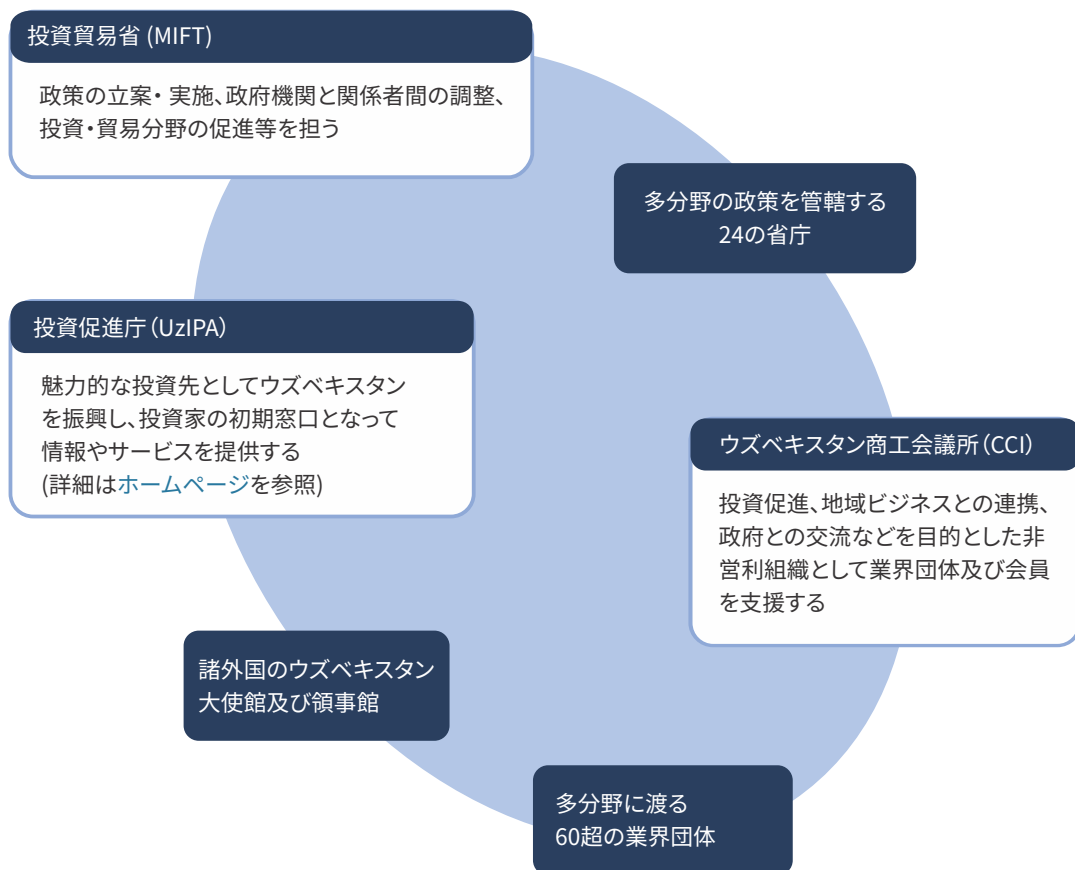 投資貿易省 (MIFT)
政策の立案・ 実施、政府機関と関係者間の調整、
投資・貿易分野の促進等を担う
多分野の政策を管轄する
24の省庁
投資促進庁（UzIPA）
魅力的な投資先としてウズベキスタン
を振興し、投資家の初期窓口となって
情報やサービスを提供する
(詳細はホームページを参照)
ウズベキスタン商工会議所（CCI）
投資促進、地域ビジネスとの連携、
政府との交流などを目的とした非
営利組織として業界団体及び会員
を支援する
諸外国のウズベキスタン
大使館及び領事館
多分野に渡る
60超の業界団体